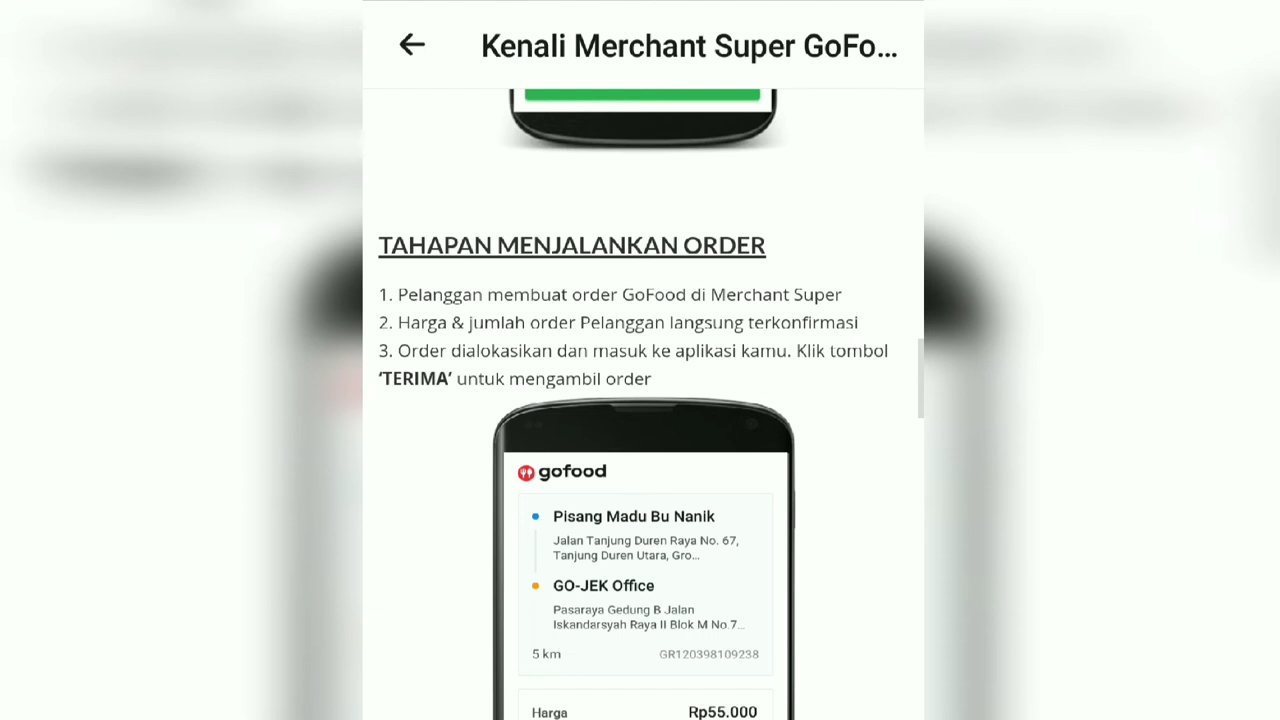 Kenali Merchant Super GoFo...
TAHAPAN MENJALANKAN ORDER
1. Pelanggan membuat order GoFood di Merchant Super
2. Harga & jumlah order Pelanggan langsung terkonfirmasi
3. Order dialokasikan dan masuk ke aplikasi kamu. Klik tombol
‘TERIMA’ untuk mengambil order
gofood
Pisang Madu Bu Nanik
Jalan Tanjung Duren Raya No. 67,
Tanjung Duren Utara, Gro...
GO-JEK Office
Pasaraya Gedung B Jalan
Iskandarsyah Raya II Blok M No.7...
5 km GR120398109238
Harga Rp55.000